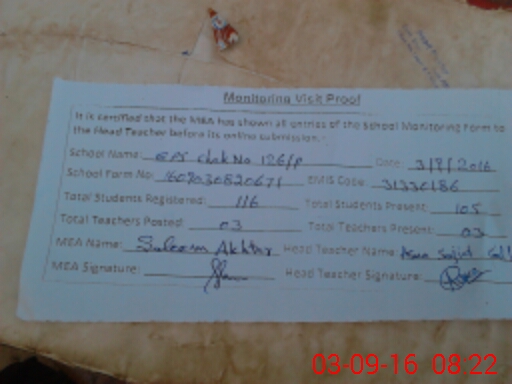 Monitoring Visit Proof
It is certified that the MEA has shown all entries of the School Monitoring Form to
the Head Teacher before its online submission.
School Name: GPS Chak No 126/P Date: 3/9/2016
School Form No: 1609030820671 EMIS Code: 31330186
Total Students Registered: 116 Total Students Present: 105
Total Teachers Posted: 03 Total Teachers Present: 03
MEA Name: Saleem Akhtar Head Teacher Name Sajid
MEA Signature: Head Teacher Signature:
03-09-16 08:22